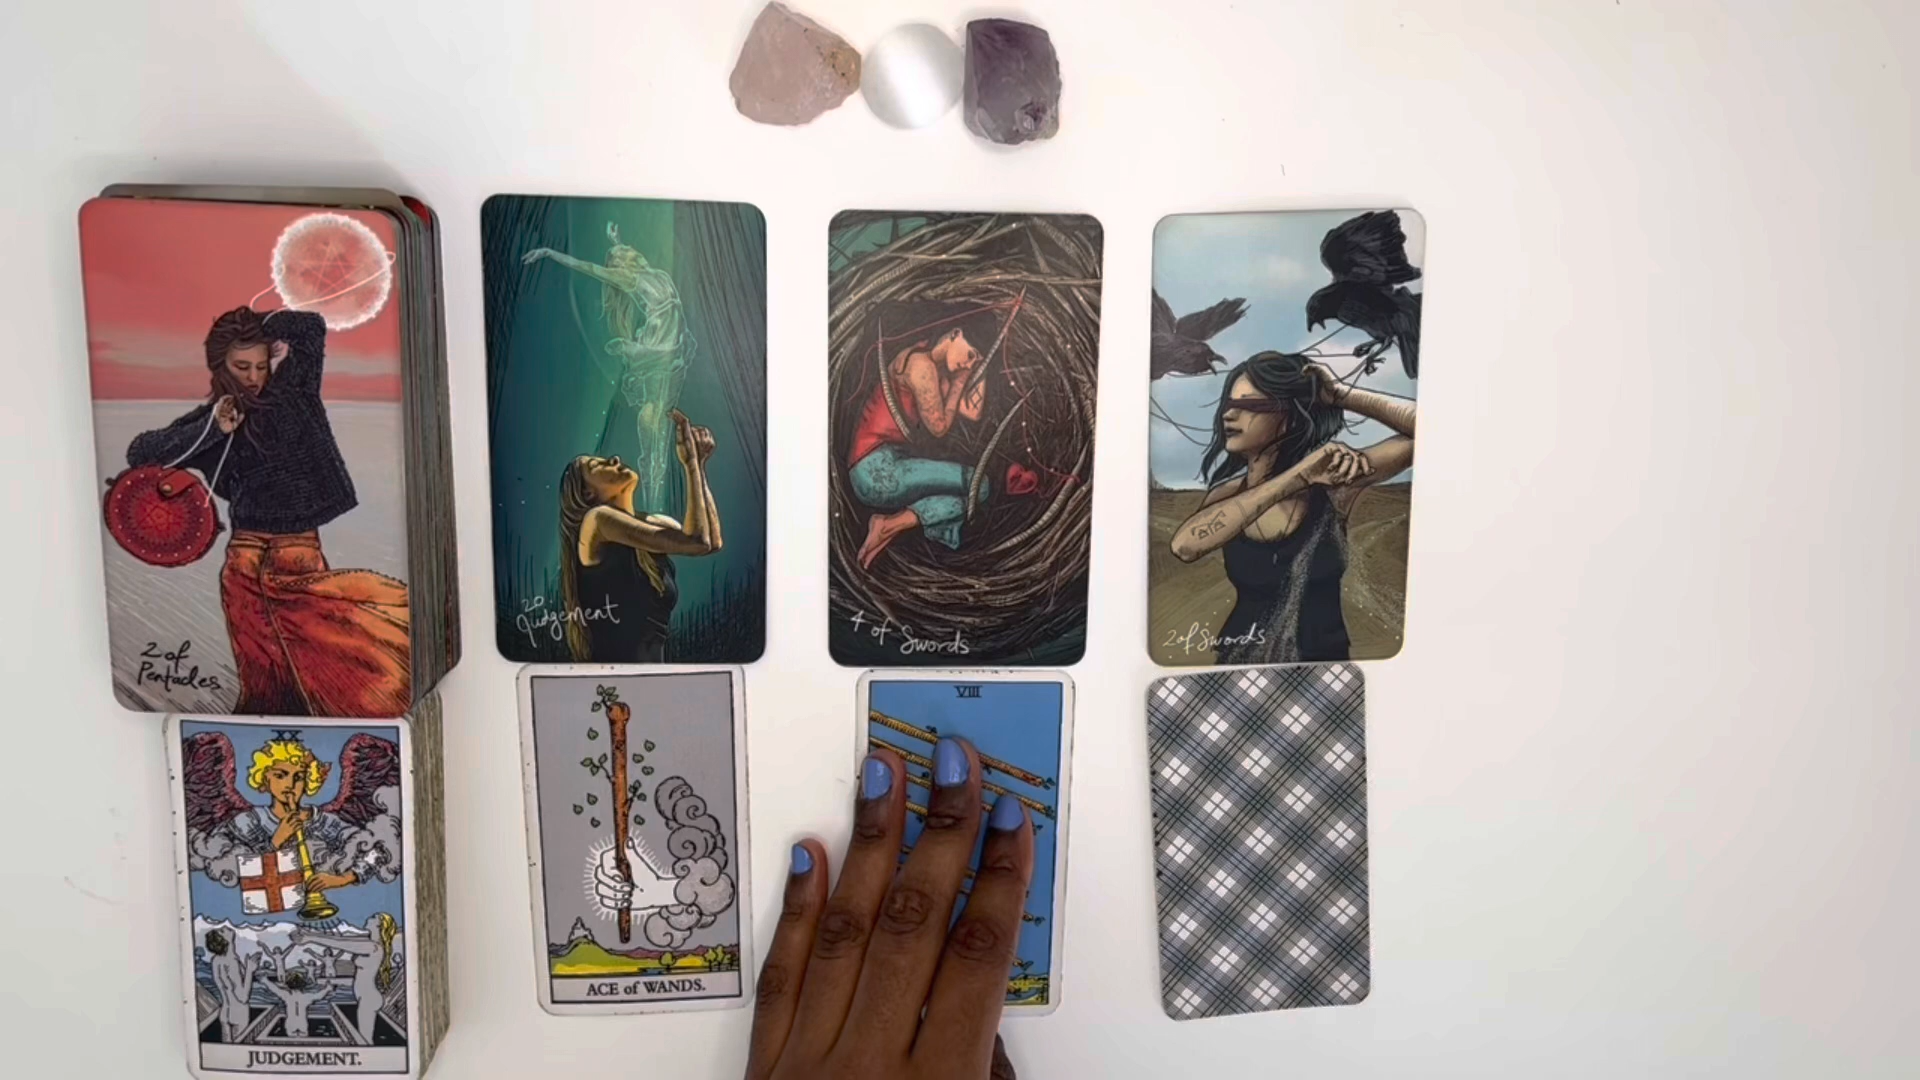 2 of
Pentacles
20
Judgement
4 of Swords
2 of Swords
XX
JUDGEMENT.
ACE of WANDS.
VIII